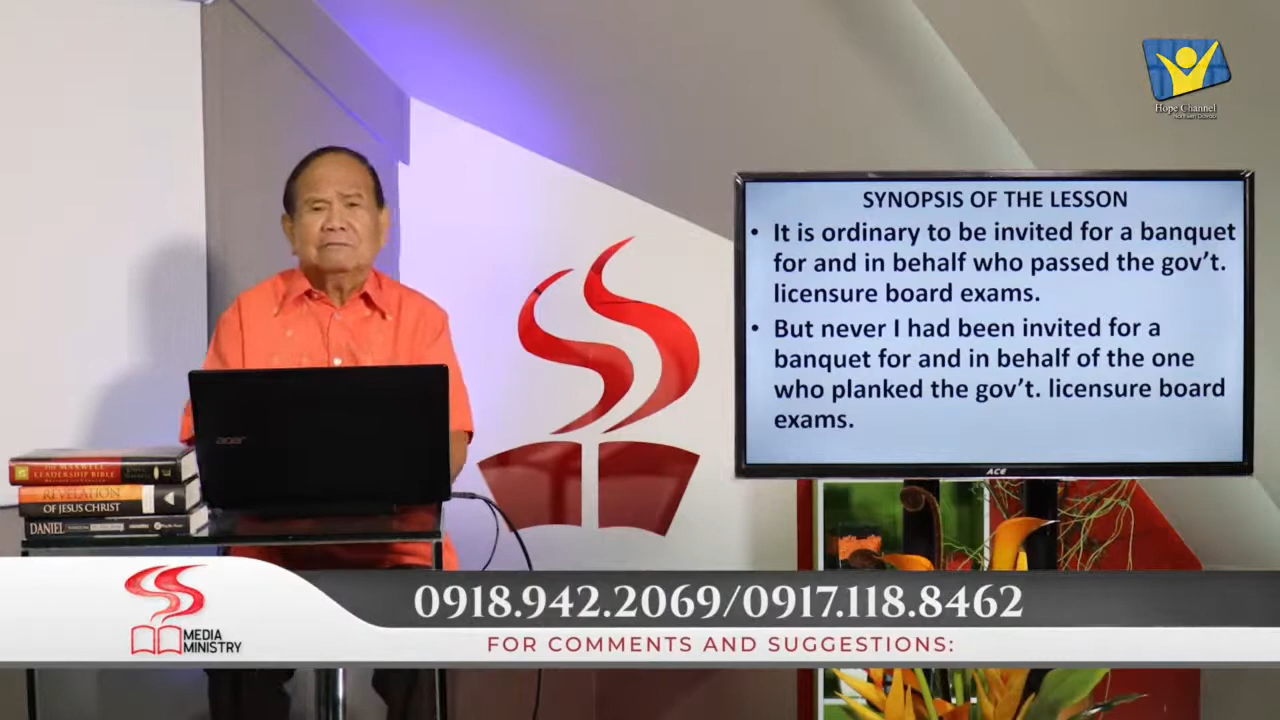 Hope Channel
Northern Davao
SYNOPSIS OF THE LESSON
• It is ordinary to be invited for a banquet
for and in behalf who passed the gov't.
licensure board exams.
• But never I had been invited for a
banquet for and in behalf of the one
who planked the gov't. licensure board
exams.
ACE
acer
THE MAXWELL
LEADERSHIP BIBLE
REVELATION
OF JESUS CHRIST
DANIEL
MEDIA
MINISTRY
0918.942.2069/0917.118.8462
FOR COMMENTS AND SUGGESTIONS: